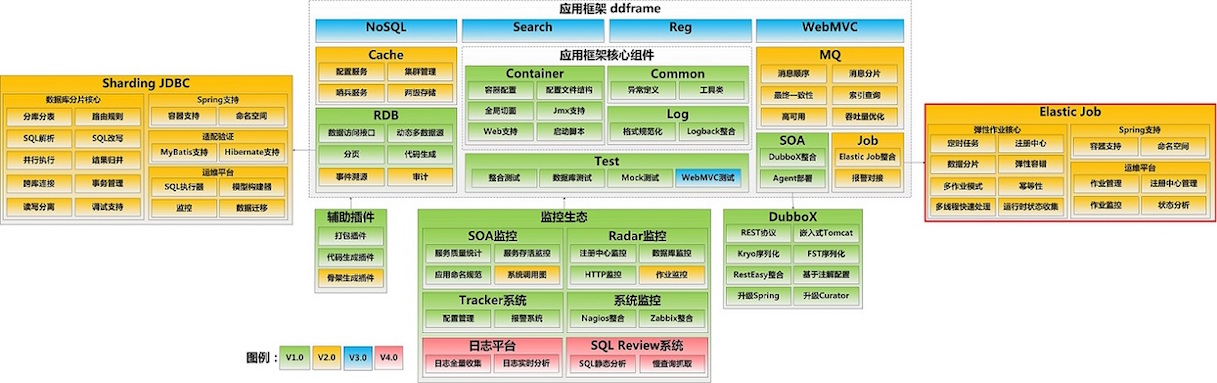 应用框架 ddframe
NoSQL
Search
Reg
WebMVC
Cache
配置服务
集群管理
哨兵服务
两级存储
RDB
数据访问接口
动态多数据源
分页
代码生成
事件溯源
审计
应用框架核心组件
Container
容器配置
配置文件结构
全局切面
Jmx支持
Web支持
启动脚本
Common
异常定义
工具类
Log
格式规范化
Logback整合
Test
整合测试
数据库测试
Mock测试
WebMVC测试
MQ
消息顺序
消息分片
最终一致性
索引查询
高可用
吞吐量优化
SOA
DubboX整合
Agent部署
Job
Elastic Job整合
报警对接
Sharding JDBC
数据库分片核心
分库分表
路由规则
SQL解析
SQL改写
并行执行
结果归并
跨库连接
事务管理
读写分离
调试支持
Spring支持
容器支持
命名空间
适配验证
MyBatis支持
Hibernate支持
运维平台
SQL执行器
模型构建器
监控
数据迁移
Elastic Job
弹性作业核心
定时任务
注册中心
数据分片
弹性容错
多作业模式
幂等性
多线程快速处理
运行时状态收集
Spring支持
容器支持
命名空间
运维平台
作业管理
注册中心管理
作业监控
状态分析
辅助插件
打包插件
代码生成插件
骨架生成插件
监控生态
SOA监控
服务质量统计
服务存活监控
应用命名规范
系统调用图
Radar监控
注册中心监控
数据库监控
HTTP监控
作业监控
Tracker系统
配置管理
报警系统
系统监控
Nagios整合
Zabbix整合
日志平台
日志全量收集
日志实时分析
SQL Review系统
SQL静态分析
慢查询抓取
DubboX
REST协议
嵌入式Tomcat
Kryo序列化
FST序列化
RestEasy整合
基于注解配置
升级Spring
升级Curator
图例：
V1.0
V2.0
V3.0
V4.0